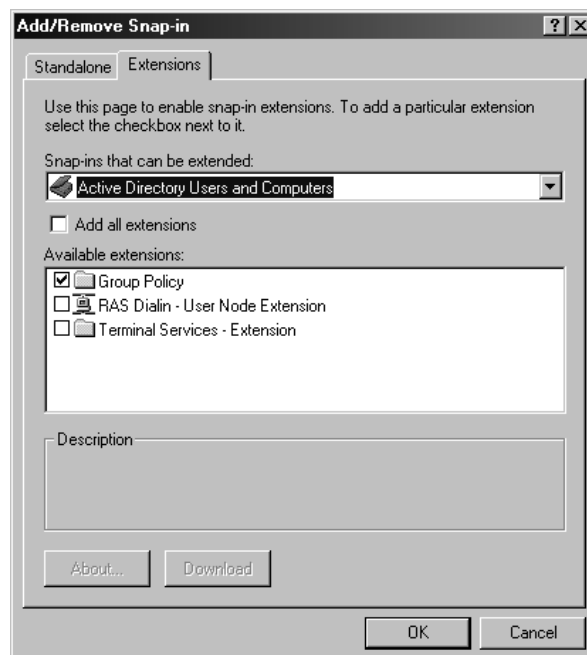 Add/Remove Snap-in
Standalone
Extensions
Use this page to enable snap-in extensions. To add a particular extension
select the checkbox next to it.
Snap-ins that can be extended:
Active Directory Users and Computers
Add all extensions
Available extensions:
Group Policy
RAS Dialin - User Node Extension
Terminal Services - Extension
Description
About...
Download
OK
Cancel